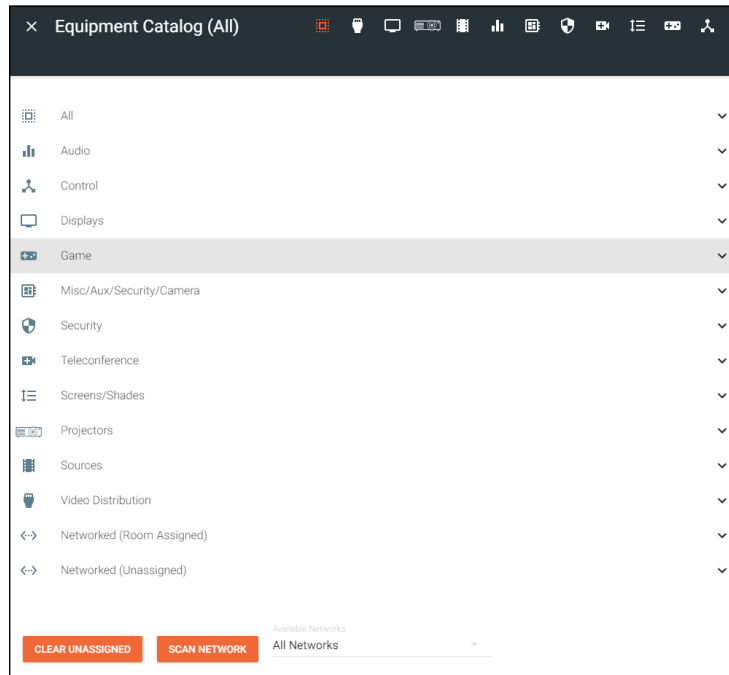 Equipment Catalog (All)
All
Audio
Control
Displays
Game
Misc/Aux/Security/Camera
Security
Teleconference
Screens/Shades
Projectors
Sources
Video Distribution
Networked (Room Assigned)
Networked (Unassigned)
Available Networks
CLEAR UNASSIGNED SCAN NETWORK All Networks